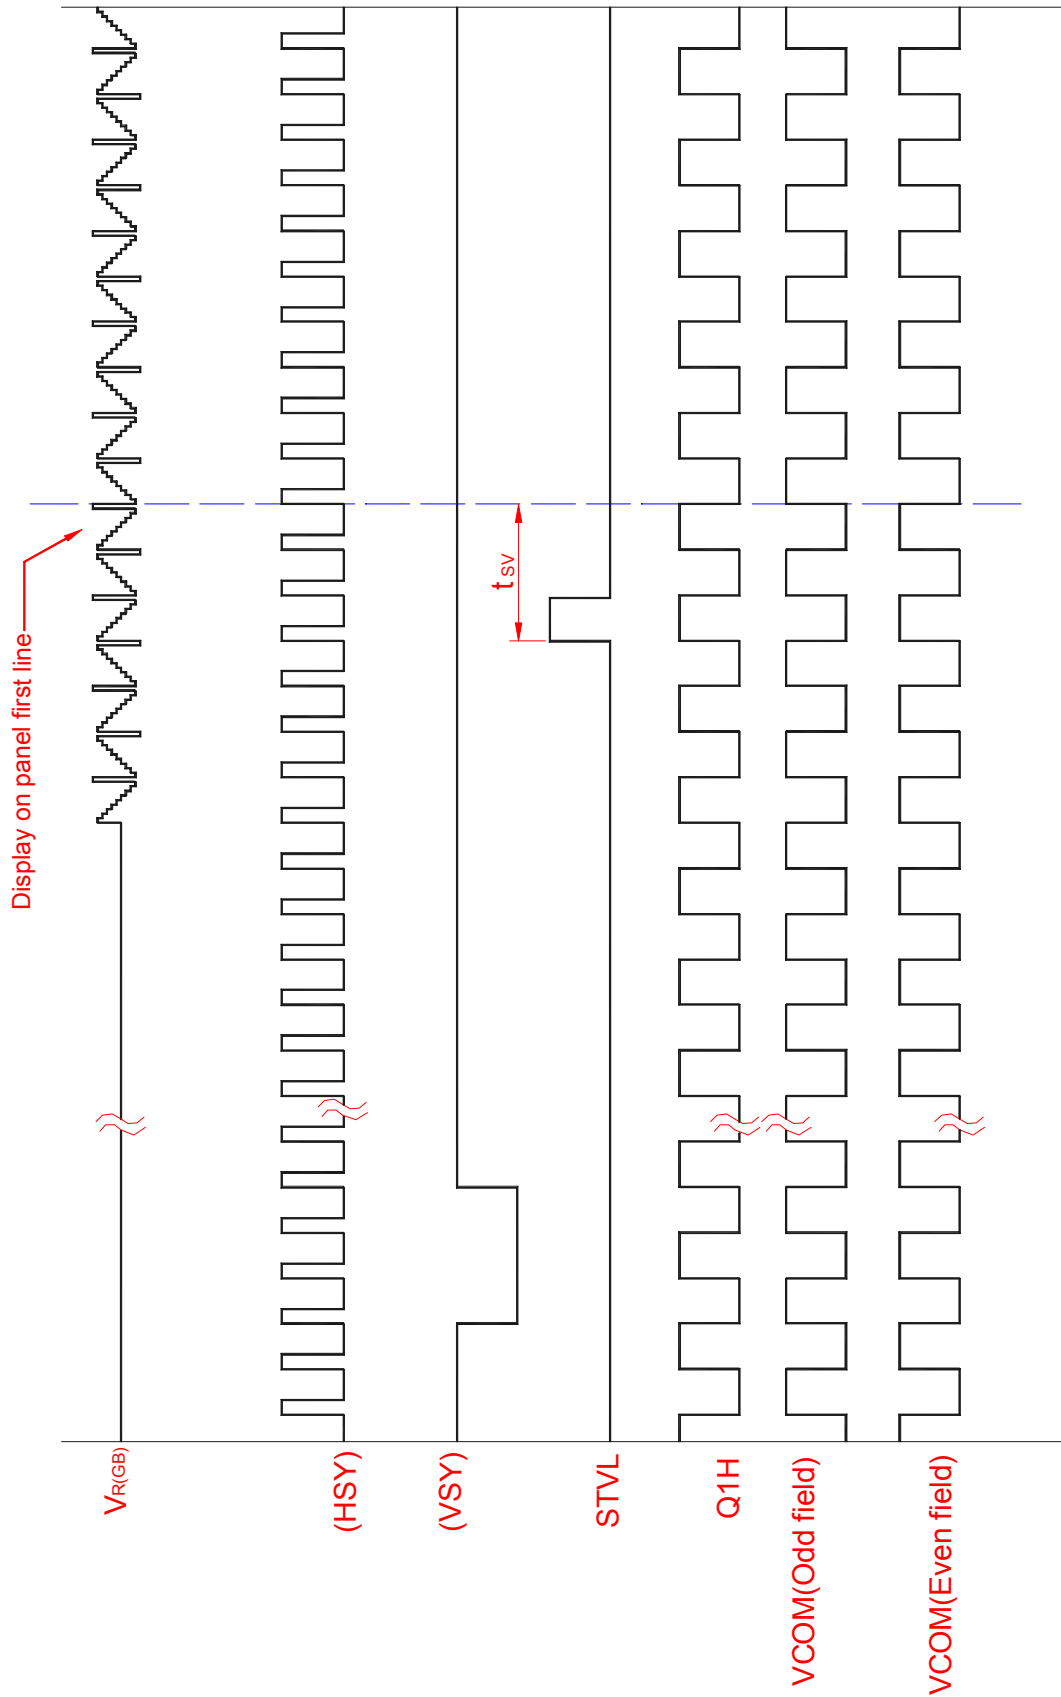 Display on panel first line
tSV
VR(GB)
(HSY)
(VSY)
STVL
Q1H
VCOM(Odd field)
VCOM(Even field)